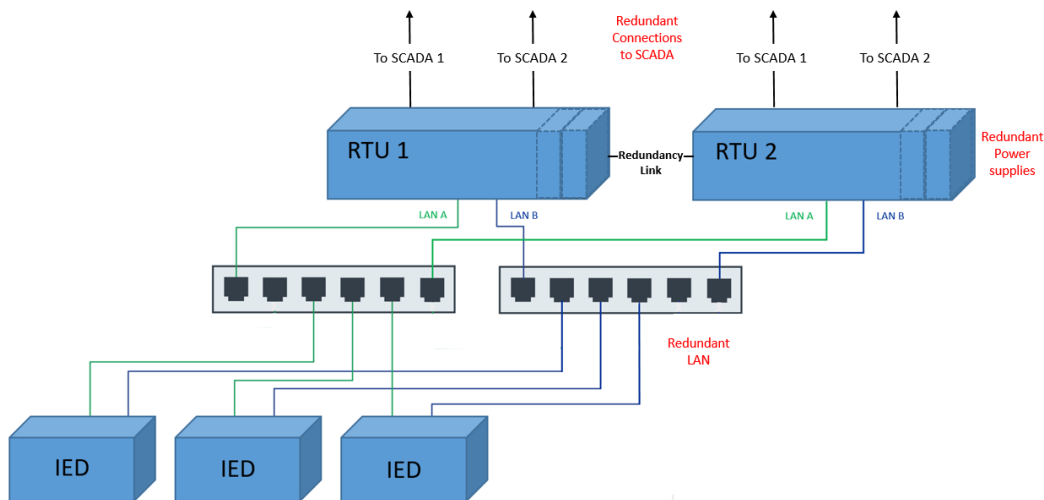 Redundant
Connections
to SCADA
To SCADA 1
To SCADA 2
To SCADA 1
To SCADA 2
RTU 1
Redundancy
Link
RTU 2
Redundant
Power
supplies
LAN A
LAN B
LAN A
LAN B
Redundant
LAN
IED
IED
IED